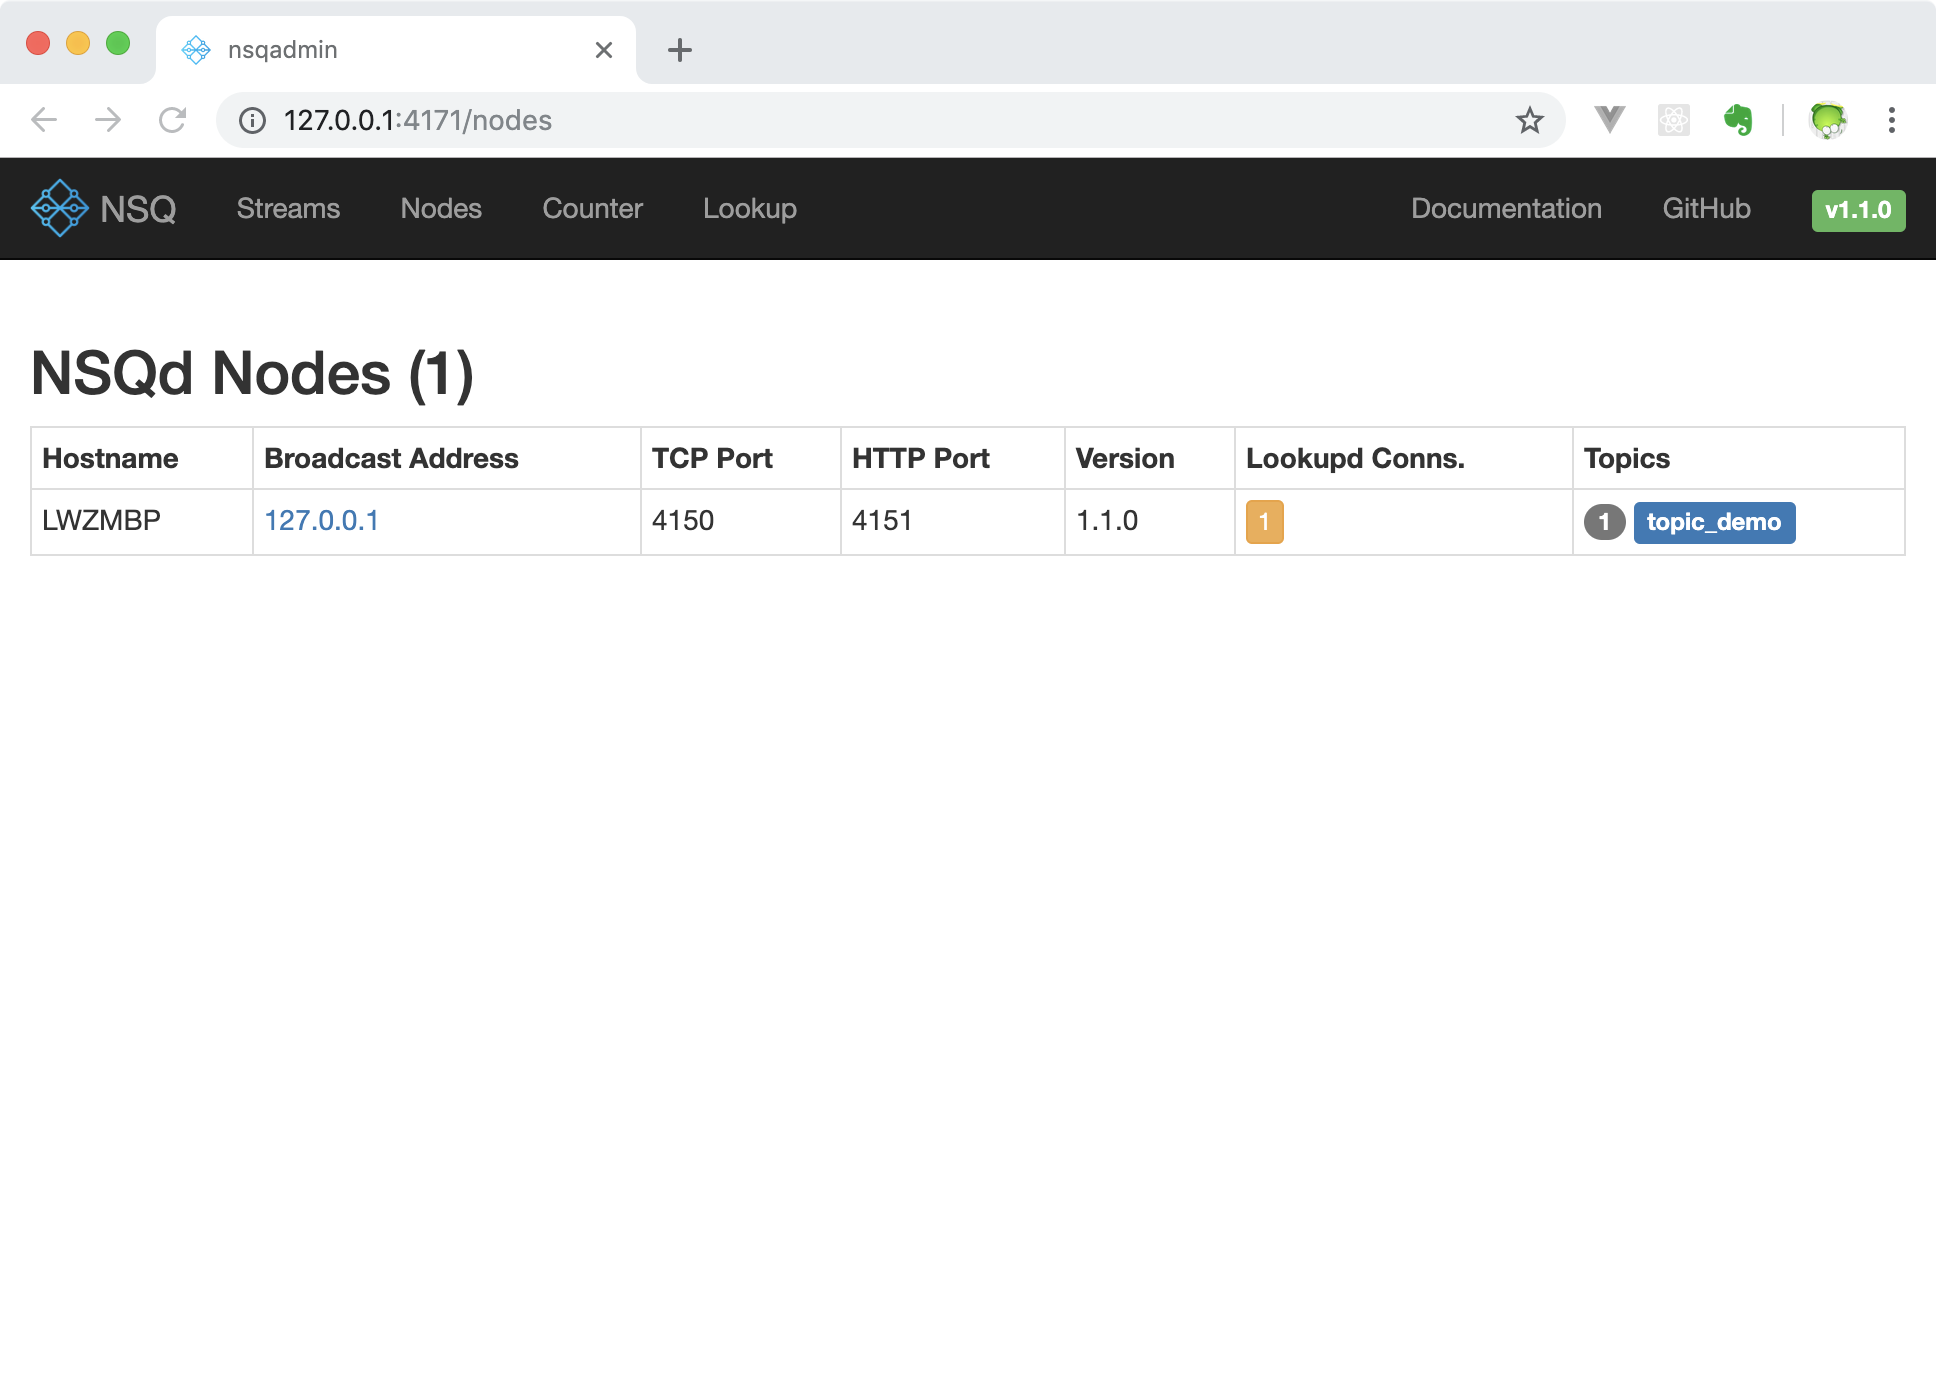 nsqadmin
127.0.0.1:4171/nodes
NSQ Streams Nodes Counter Lookup Documentation GitHub v1.1.0
NSQd Nodes (1)
Hostname Broadcast Address TCP Port HTTP Port Version Lookupd Conns. Topics
LWZMBP 127.0.0.1 4150 4151 1.1.0 1 1 topic_demo